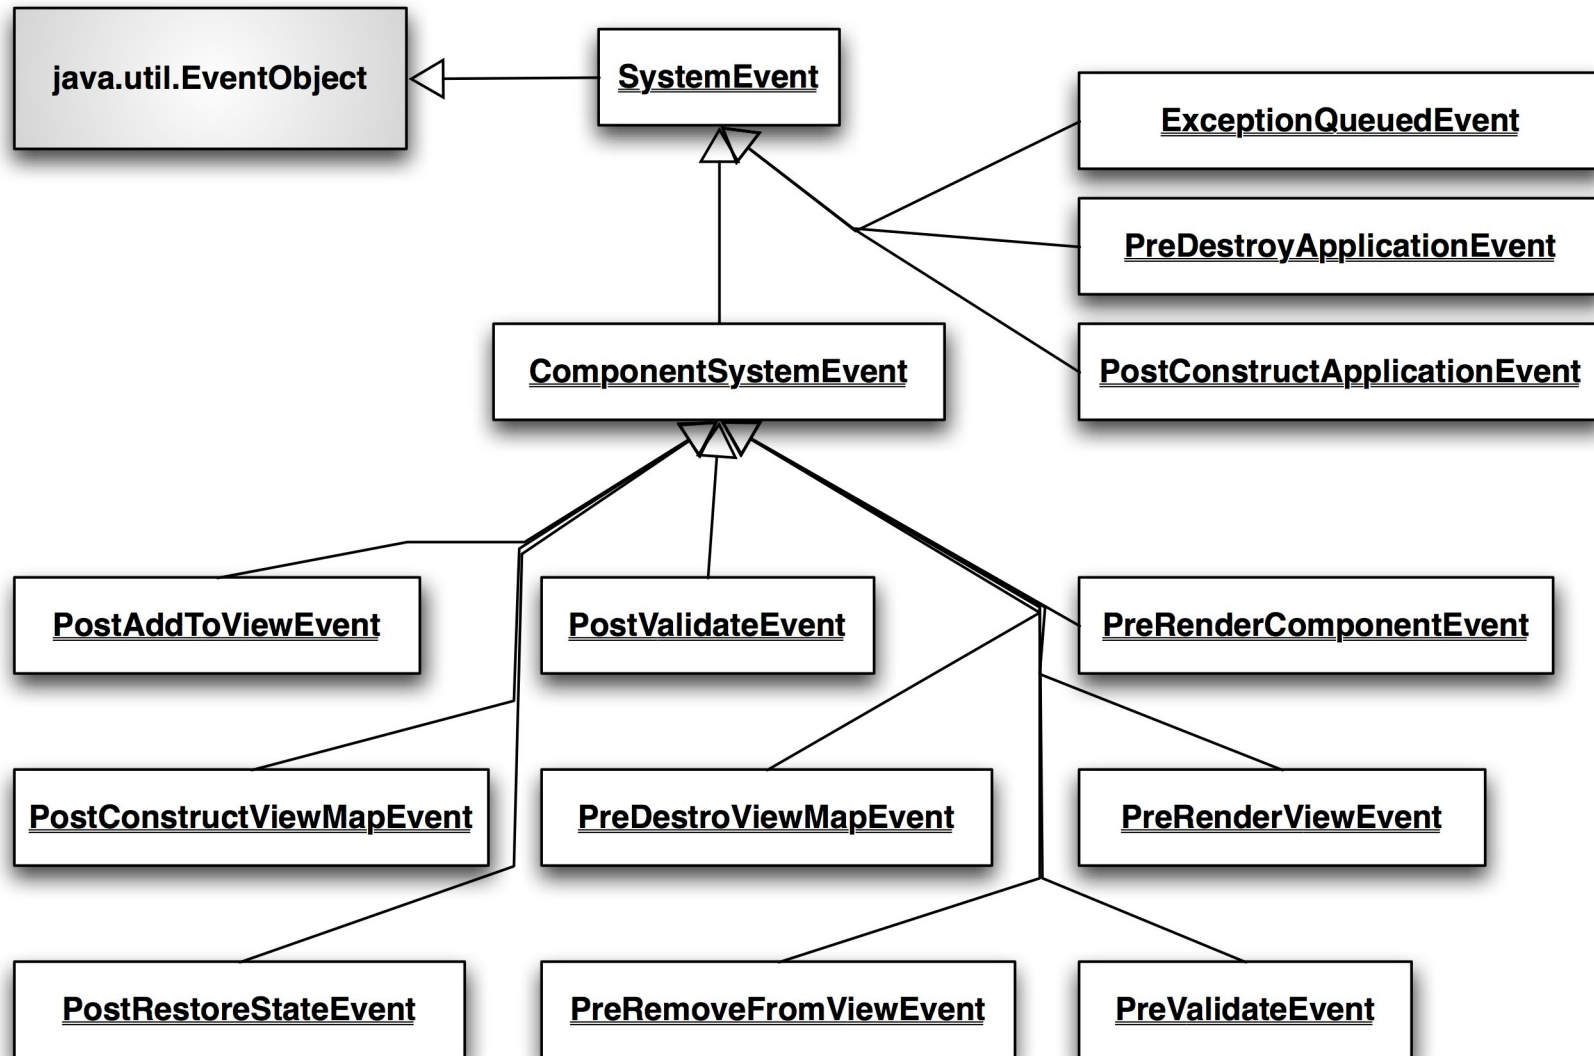 java.util.EventObject
SystemEvent
ExceptionQueuedEvent
PreDestroyApplicationEvent
PostConstructApplicationEvent
ComponentSystemEvent
PostAddToViewEvent
PostValidateEvent
PreRenderComponentEvent
PostConstructViewMapEvent
PreDestroViewMapEvent
PreRenderViewEvent
PostRestoreStateEvent
PreRemoveFromViewEvent
PreValidateEvent